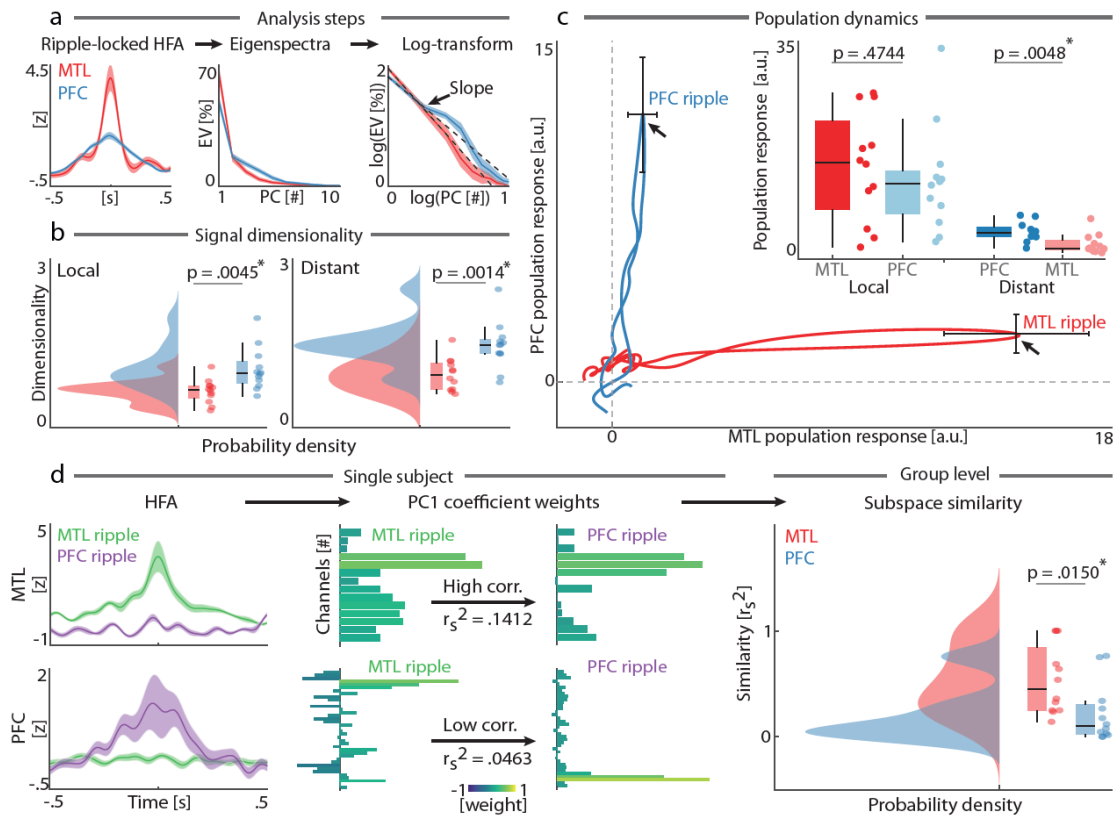 a
Analysis steps
Ripple-locked HFA
Eigenspectra
Log-transform
4.5
MTL
PFC
[z]
-.5
-.5
[s]
.5
70
EV [%]
0
1
PC [#]
10
2
Slope
log(EV [%])
0
0
log(PC [#])
1
b
Signal dimensionality
3
Local
p = .0045*
Dimensionality
0
3
Distant
p = .0014*
0
Probability density
c
Population dynamics
15
PFC ripple
PFC population response [a.u.]
0
MTL ripple
0
MTL population response [a.u.]
18
35
p = .4744
p = .0048*
Population response [a.u.]
0
MTL
PFC
PFC
MTL
Local
Distant
d
Single subject
Group level
HFA
PC1 coefficient weights
Subspace similarity
5
MTL ripple
PFC ripple
MTL
[z]
-1
2
PFC
[z]
-.5
-.5
Time [s]
.5
Channels [#]
MTL ripple
High corr.
rs² = .1412
PFC ripple
MTL ripple
Low corr.
rs² = .0463
PFC ripple
-1
1
[weight]
MTL
PFC
p = .0150*
Similarity [rs²]
1
0
Probability density